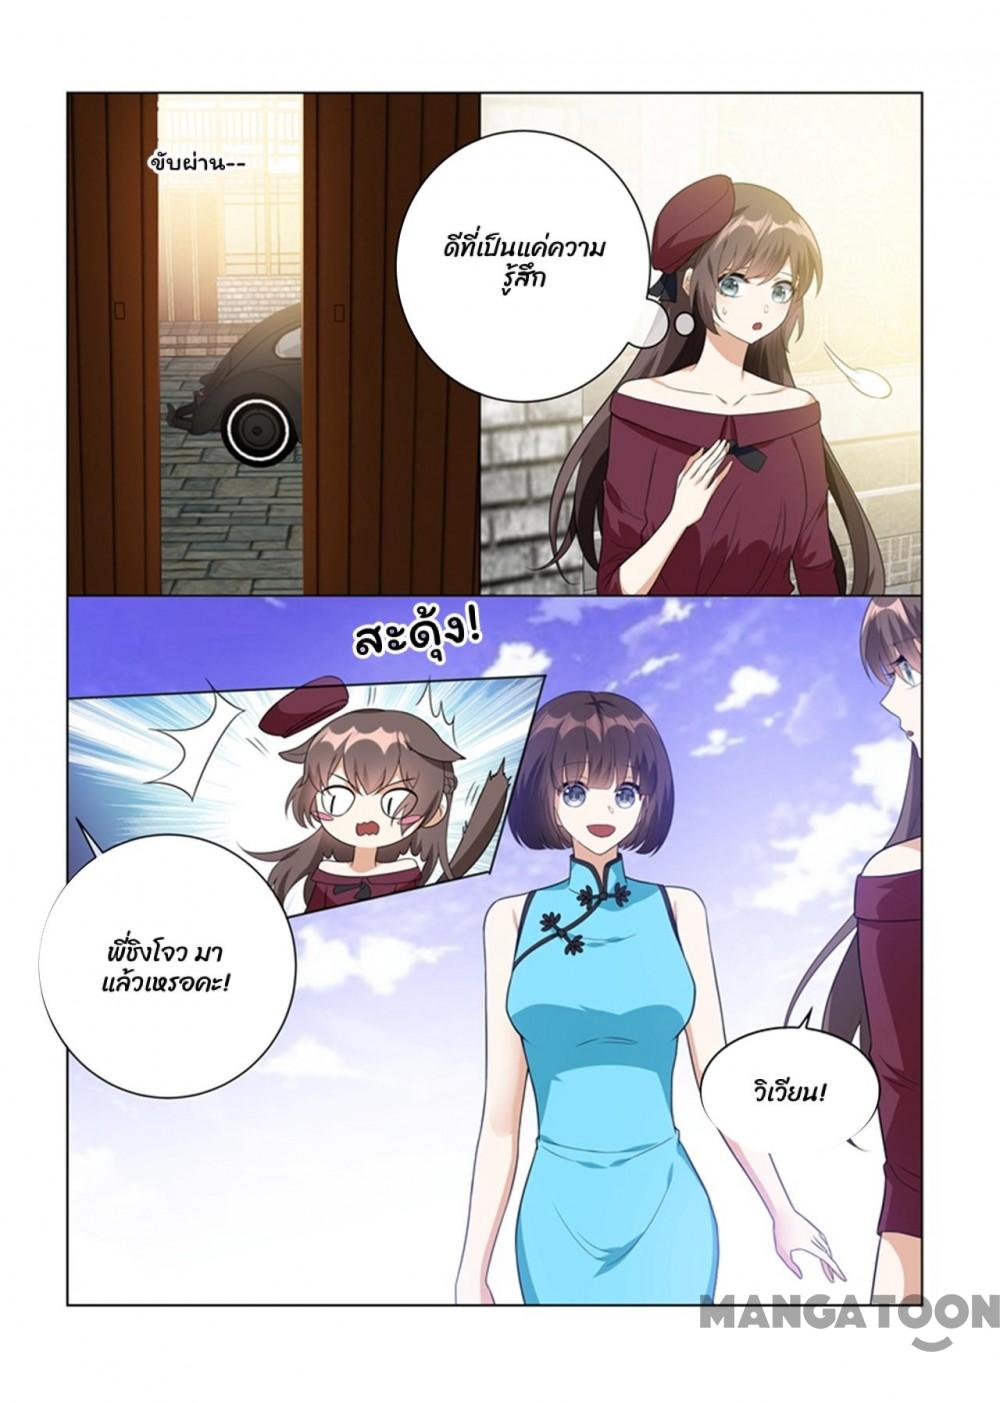 ขับผ่าน--
ดีที่เป็นแค่ความ
รู้สึก
สะดุ้ง!
พี่ชิงโจว มา
แล้วเหรอคะ!
วิเวียน!
MANGATOON